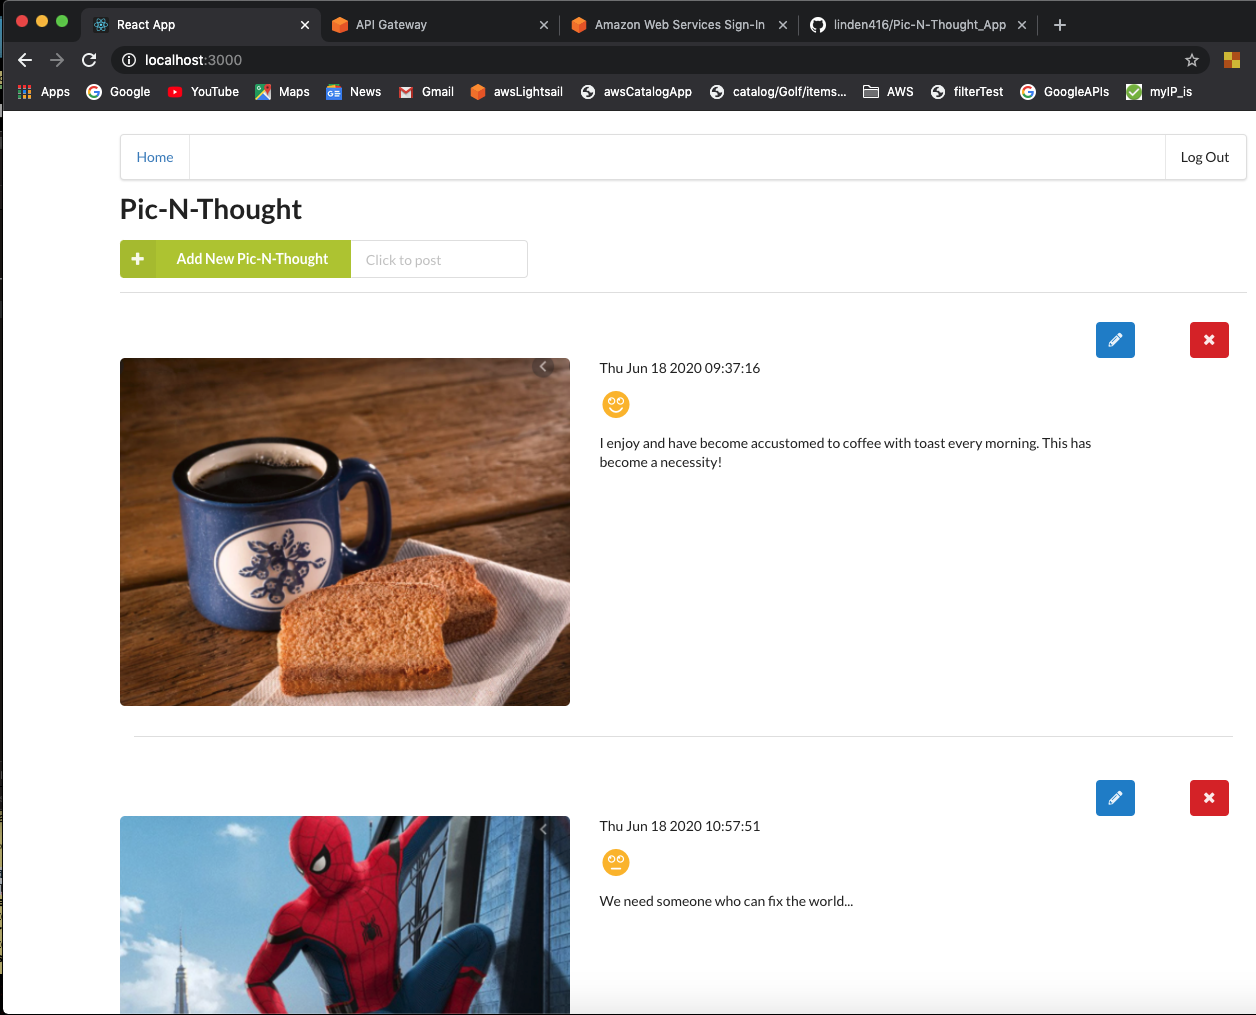 React App
API Gateway
Amazon Web Services Sign-In
linden416/Pic-N-Thought_App
localhost:3000
Apps
Google
YouTube
Maps
News
Gmail
awsLightsail
awsCatalogApp
catalog/Golf/items...
AWS
filterTest
GoogleAPIs
myIP_is
Home
Log Out
Pic-N-Thought
Add New Pic-N-Thought
Click to post
Thu Jun 18 2020 09:37:16
I enjoy and have become accustomed to coffee with toast every morning. This has
become a necessity!
Thu Jun 18 2020 10:57:51
We need someone who can fix the world...